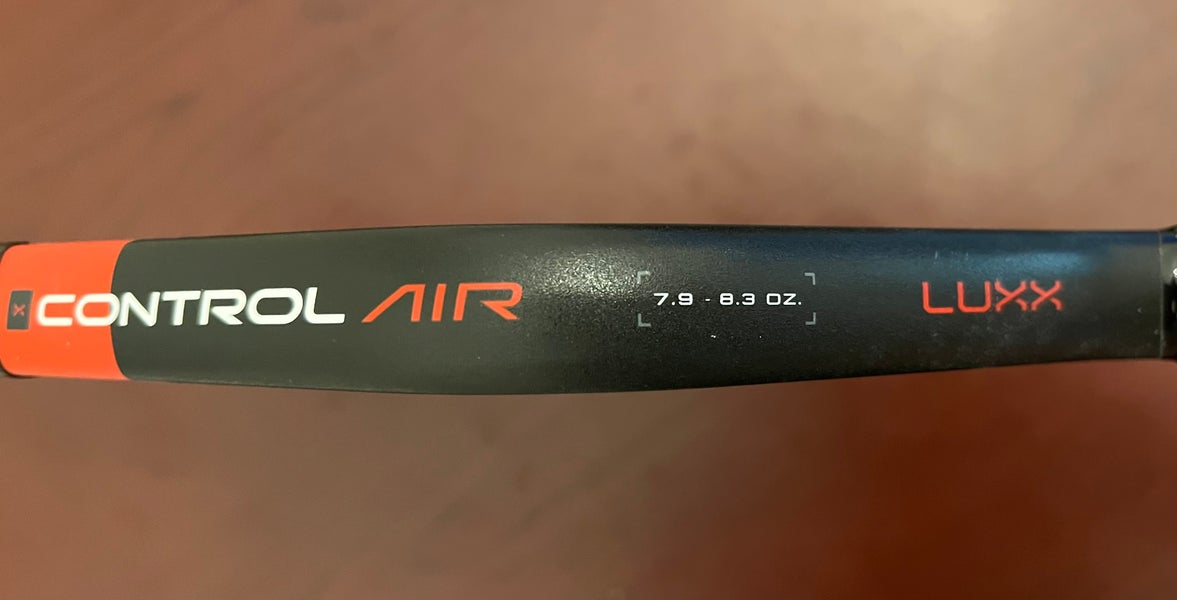 X CONTROL AIR 7.9 - 8.3 OZ. LUXX